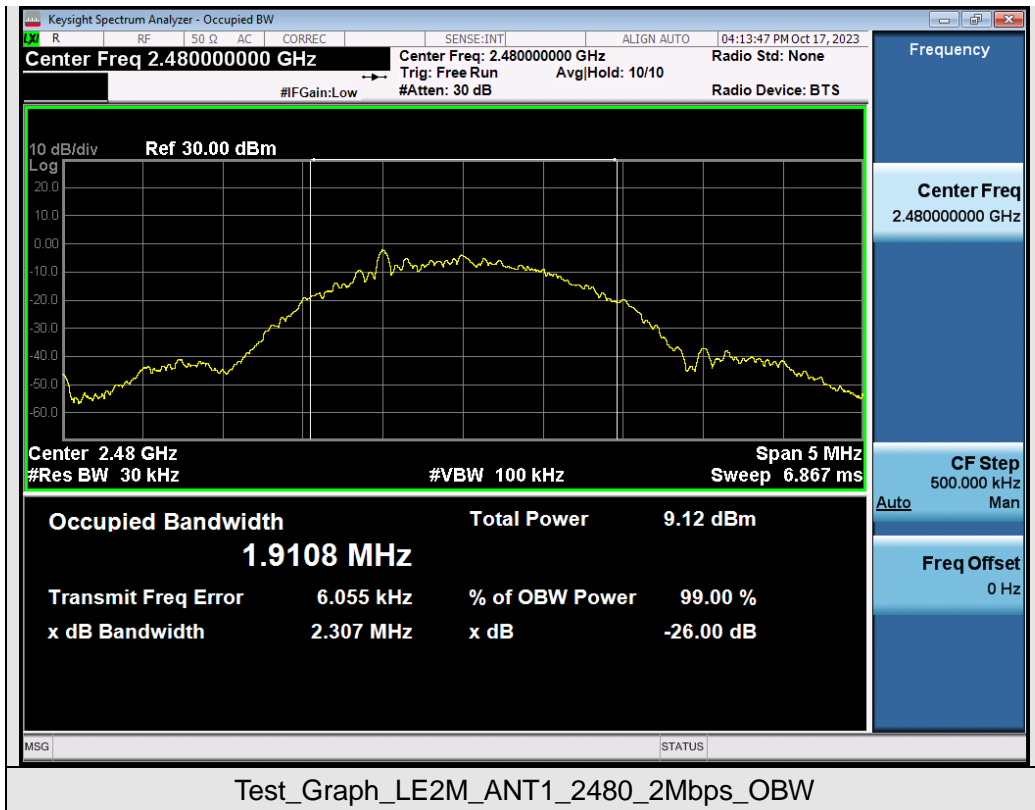 Keysight Spectrum Analyzer - Occupied BW
LXI R RF 50 Ω AC CORREC SENSE:INT ALIGN AUTO 04:13:47 PM Oct 17, 2023
Center Freq 2.480000000 GHz
#IFGain:Low
Center Freq: 2.480000000 GHz
Trig: Free Run Avg|Hold: 10/10
#Atten: 30 dB
Radio Std: None
Radio Device: BTS
Frequency
10 dB/div Ref 30.00 dBm
Log
20.0
10.0
0.00
-10.0
-20.0
-30.0
-40.0
-50.0
-60.0
Center 2.48 GHz Span 5 MHz
#Res BW 30 kHz #VBW 100 kHz Sweep 6.867 ms
Center Freq
2.480000000 GHz
CF Step
500.000 kHz
Auto Man
Freq Offset
0 Hz
Occupied Bandwidth Total Power 9.12 dBm
1.9108 MHz
Transmit Freq Error 6.055 kHz % of OBW Power 99.00 %
x dB Bandwidth 2.307 MHz x dB -26.00 dB
MSG STATUS
Test_Graph_LE2M_ANT1_2480_2Mbps_OBW